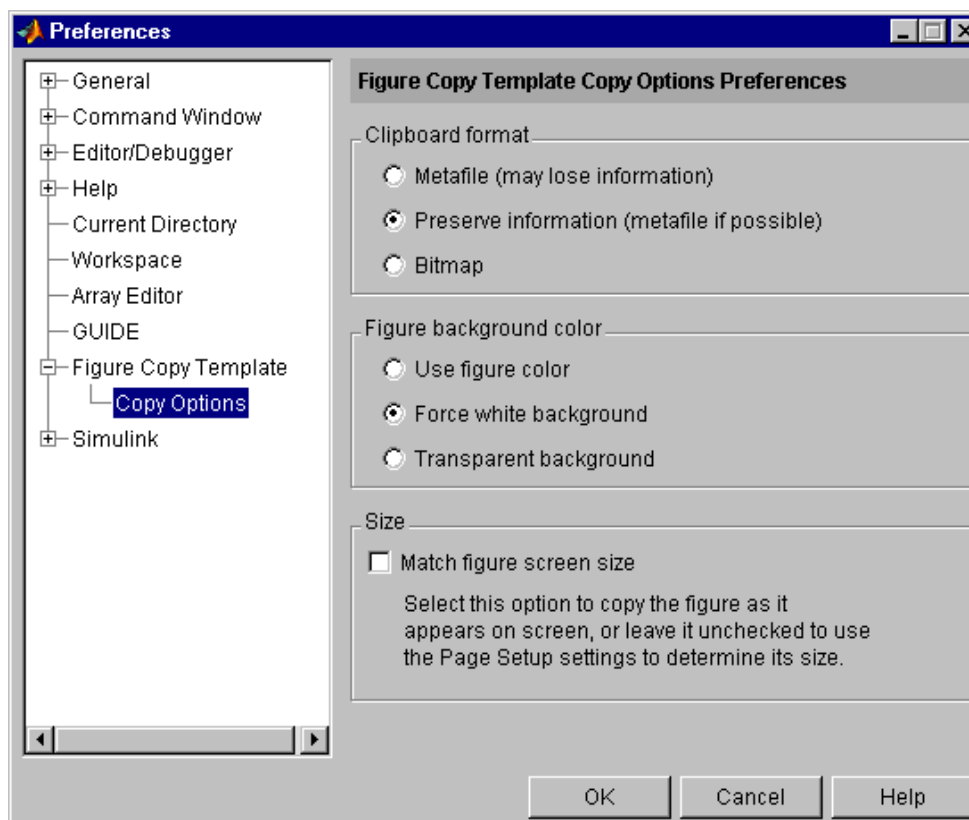 Preferences
General
Command Window
Editor/Debugger
Help
Current Directory
Workspace
Array Editor
GUIDE
Figure Copy Template
Copy Options
Simulink
Figure Copy Template Copy Options Preferences
Clipboard format
Metafile (may lose information)
Preserve information (metafile if possible)
Bitmap
Figure background color
Use figure color
Force white background
Transparent background
Size
Match figure screen size
Select this option to copy the figure as it
appears on screen, or leave it unchecked to use
the Page Setup settings to determine its size.
OK
Cancel
Help